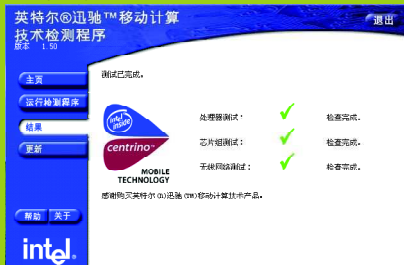 英特尔®迅驰™移动计算
技术检测程序
版本 1.50
退出
主页
运行检测程序
结果
更新
帮助 关于
intel.
测试已完成。
intel inside
centrino™
MOBILE
TECHNOLOGY
处理器测试: 检查完成。
芯片组测试: 检查完成。
无线网络测试: 检查完成。
感谢购买英特尔(R)迅驰(TM)移动计算技术产品。